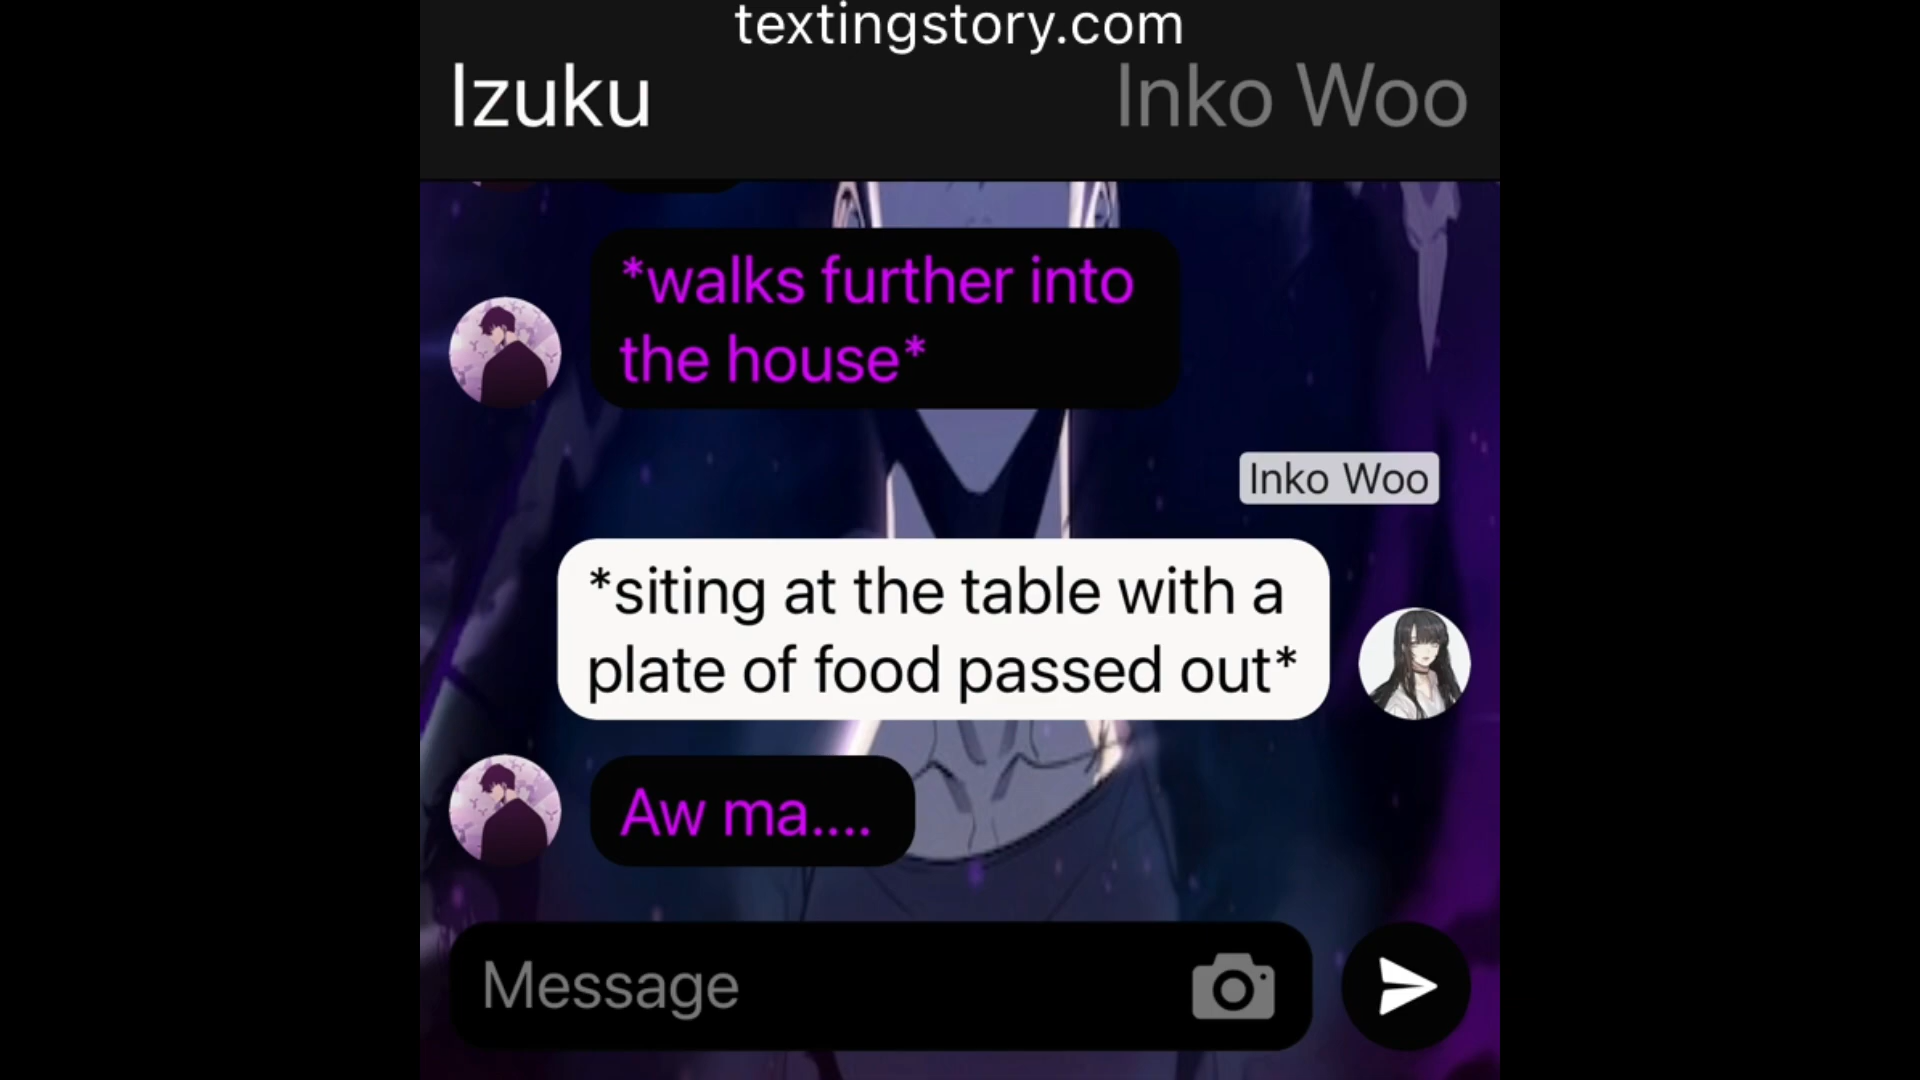 textingstory.com
Izuku
Inko Woo
*walks further into
the house*
Inko Woo
*siting at the table with a
plate of food passed out*
Aw ma....
Message